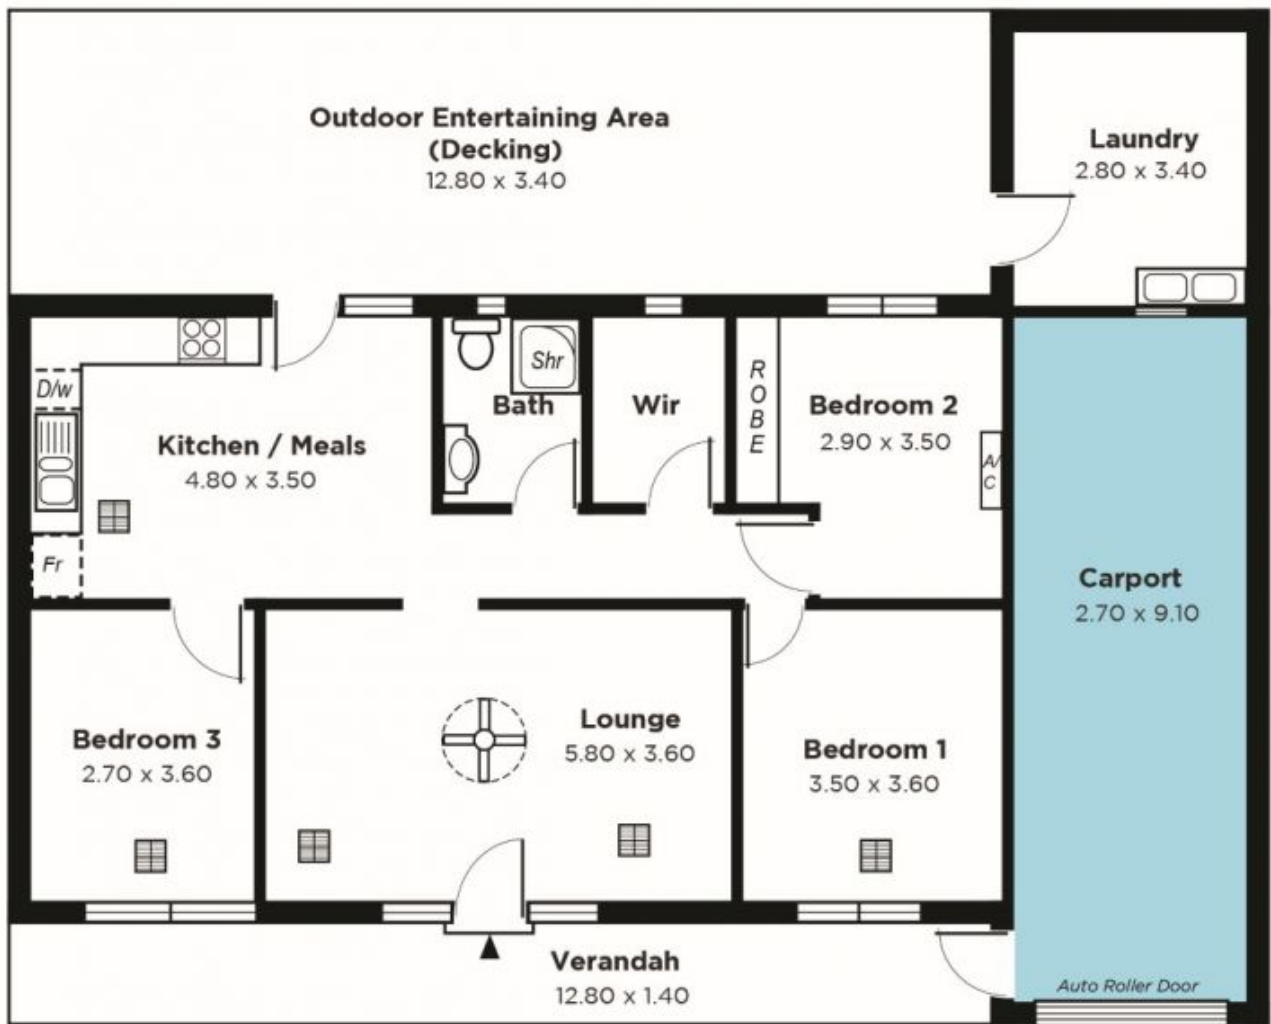 Outdoor Entertaining Area
(Decking)
12.80 x 3.40
Laundry
2.80 x 3.40
D/w
Kitchen / Meals
4.80 x 3.50
Fr
Shr
Bath
Wir
R
O
B
E
Bedroom 2
2.90 x 3.50
A/
C
Carport
2.70 x 9.10
Bedroom 3
2.70 x 3.60
Lounge
5.80 x 3.60
Bedroom 1
3.50 x 3.60
Verandah
12.80 x 1.40
Auto Roller Door